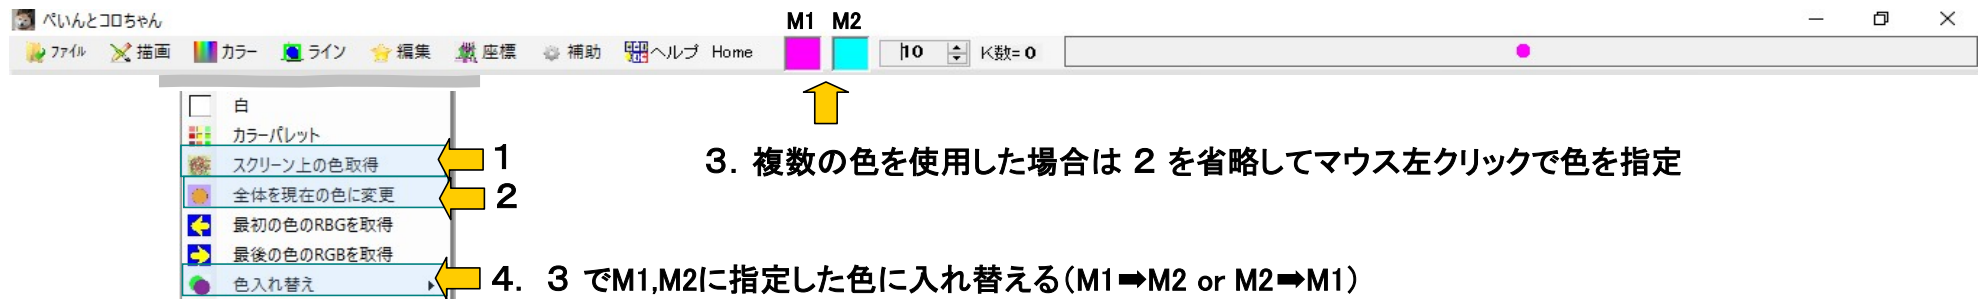 ぺいんとコロちゃん
M1 M2
ファイル 描画 カラー ライン 編集 座標 補助 ヘルプ Home 10 K数= 0
白
カラーパレット
スクリーン上の色取得 1
3. 複数の色を使用した場合は 2 を省略してマウス左クリックで色を指定
全体を現在の色に変更 2
最初の色のRBGを取得
最後の色のRGBを取得
色入れ替え 4. 3 でM1,M2に指定した色に入れ替える(M1➡M2 or M2➡M1)